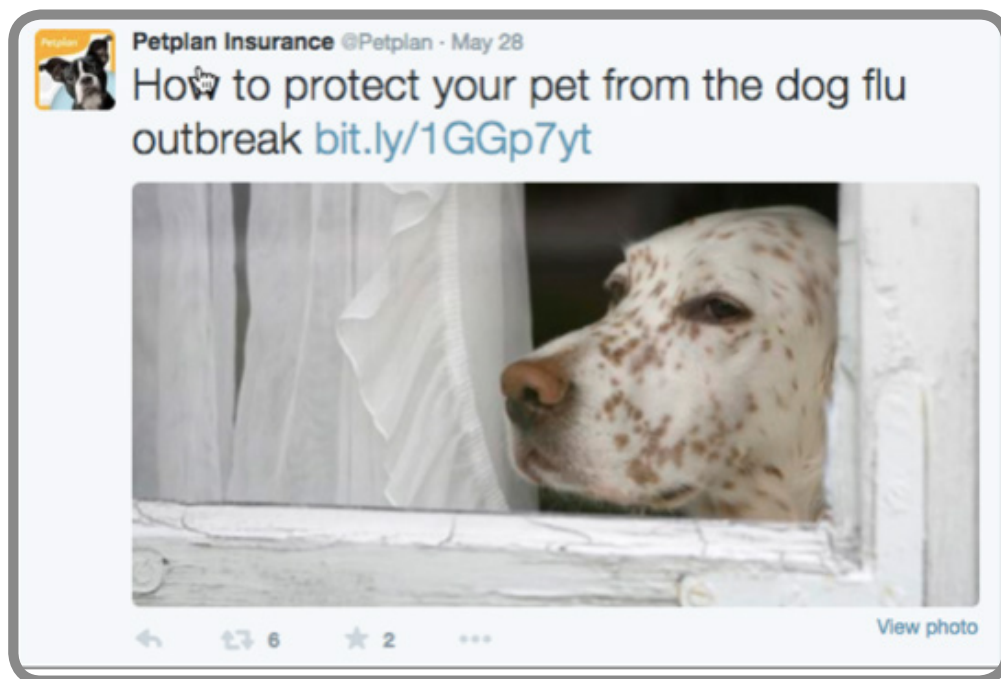 Petplan
Petplan Insurance @Petplan · May 28
How to protect your pet from the dog flu
outbreak bit.ly/1GGp7yt
6 2
View photo